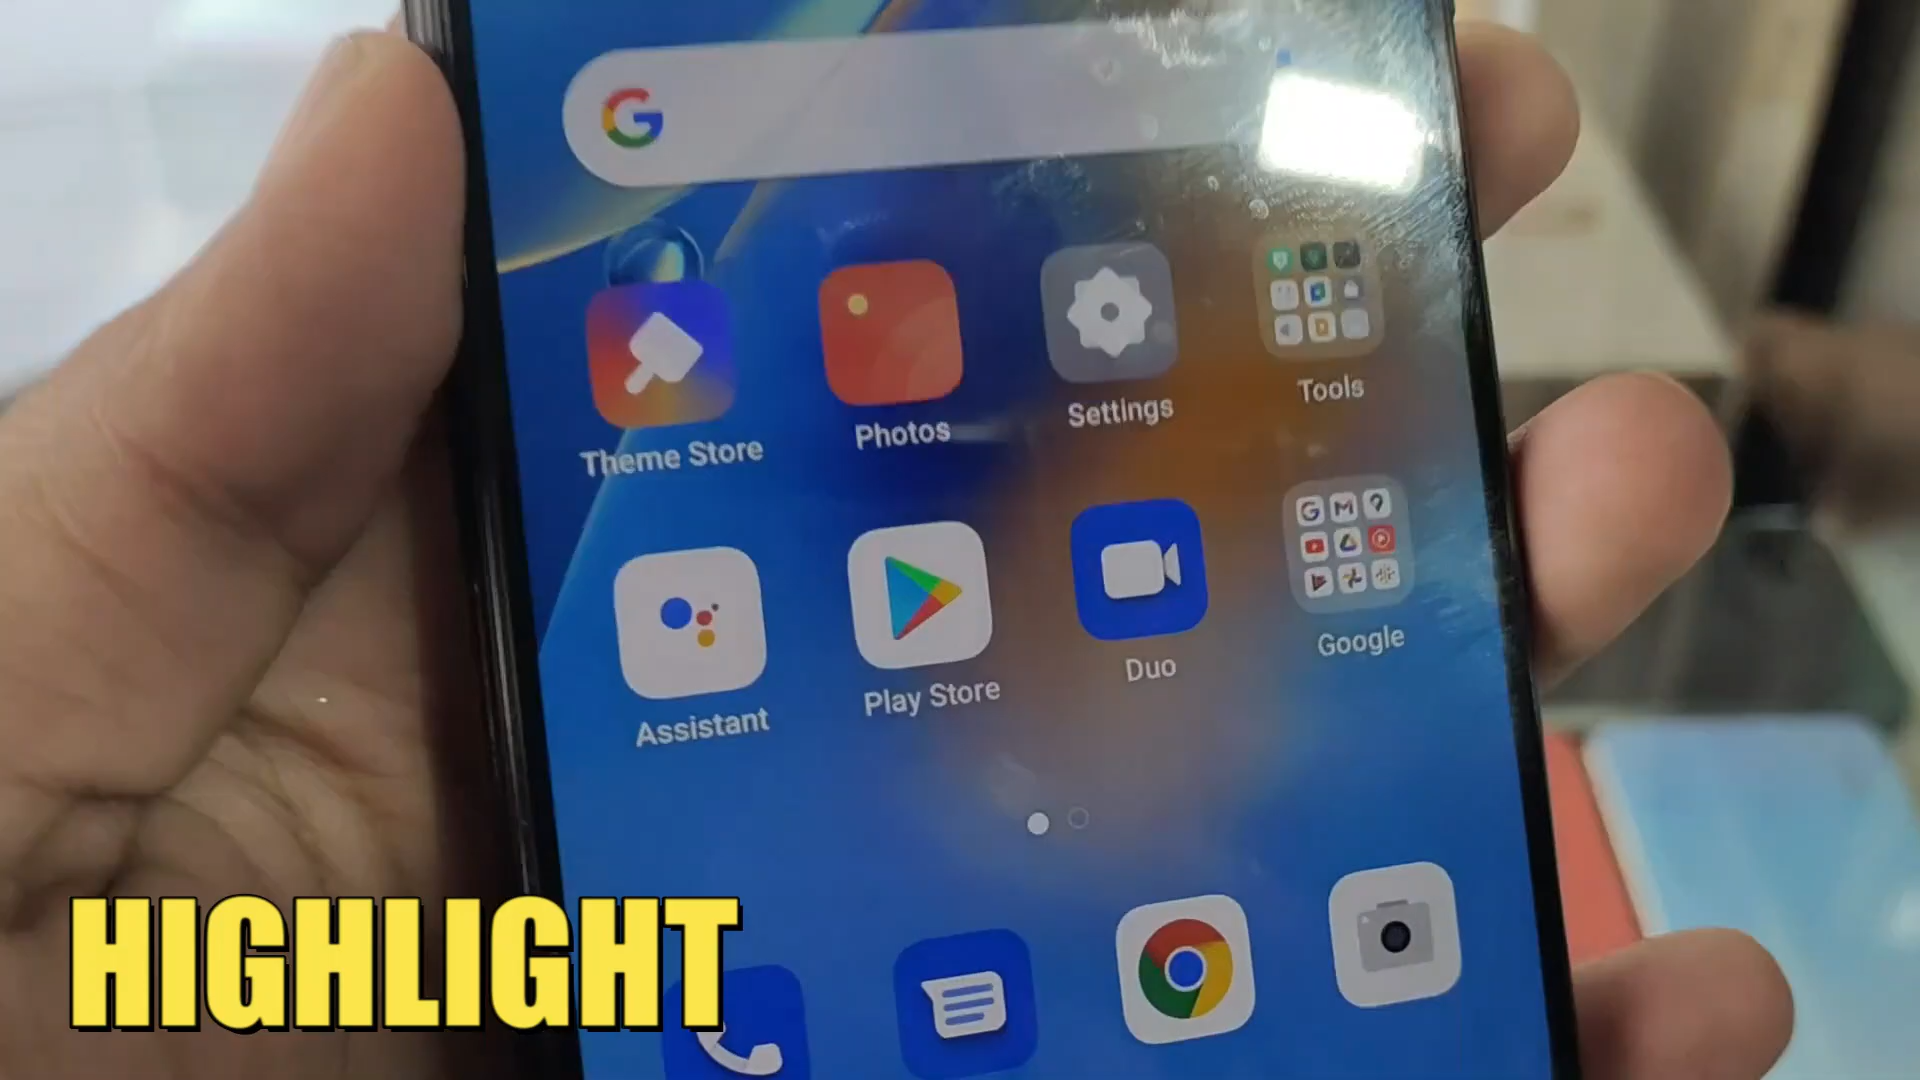 Theme Store
Photos
Settings
Tools
Assistant
Play Store
Duo
Google
HIGHLIGHT